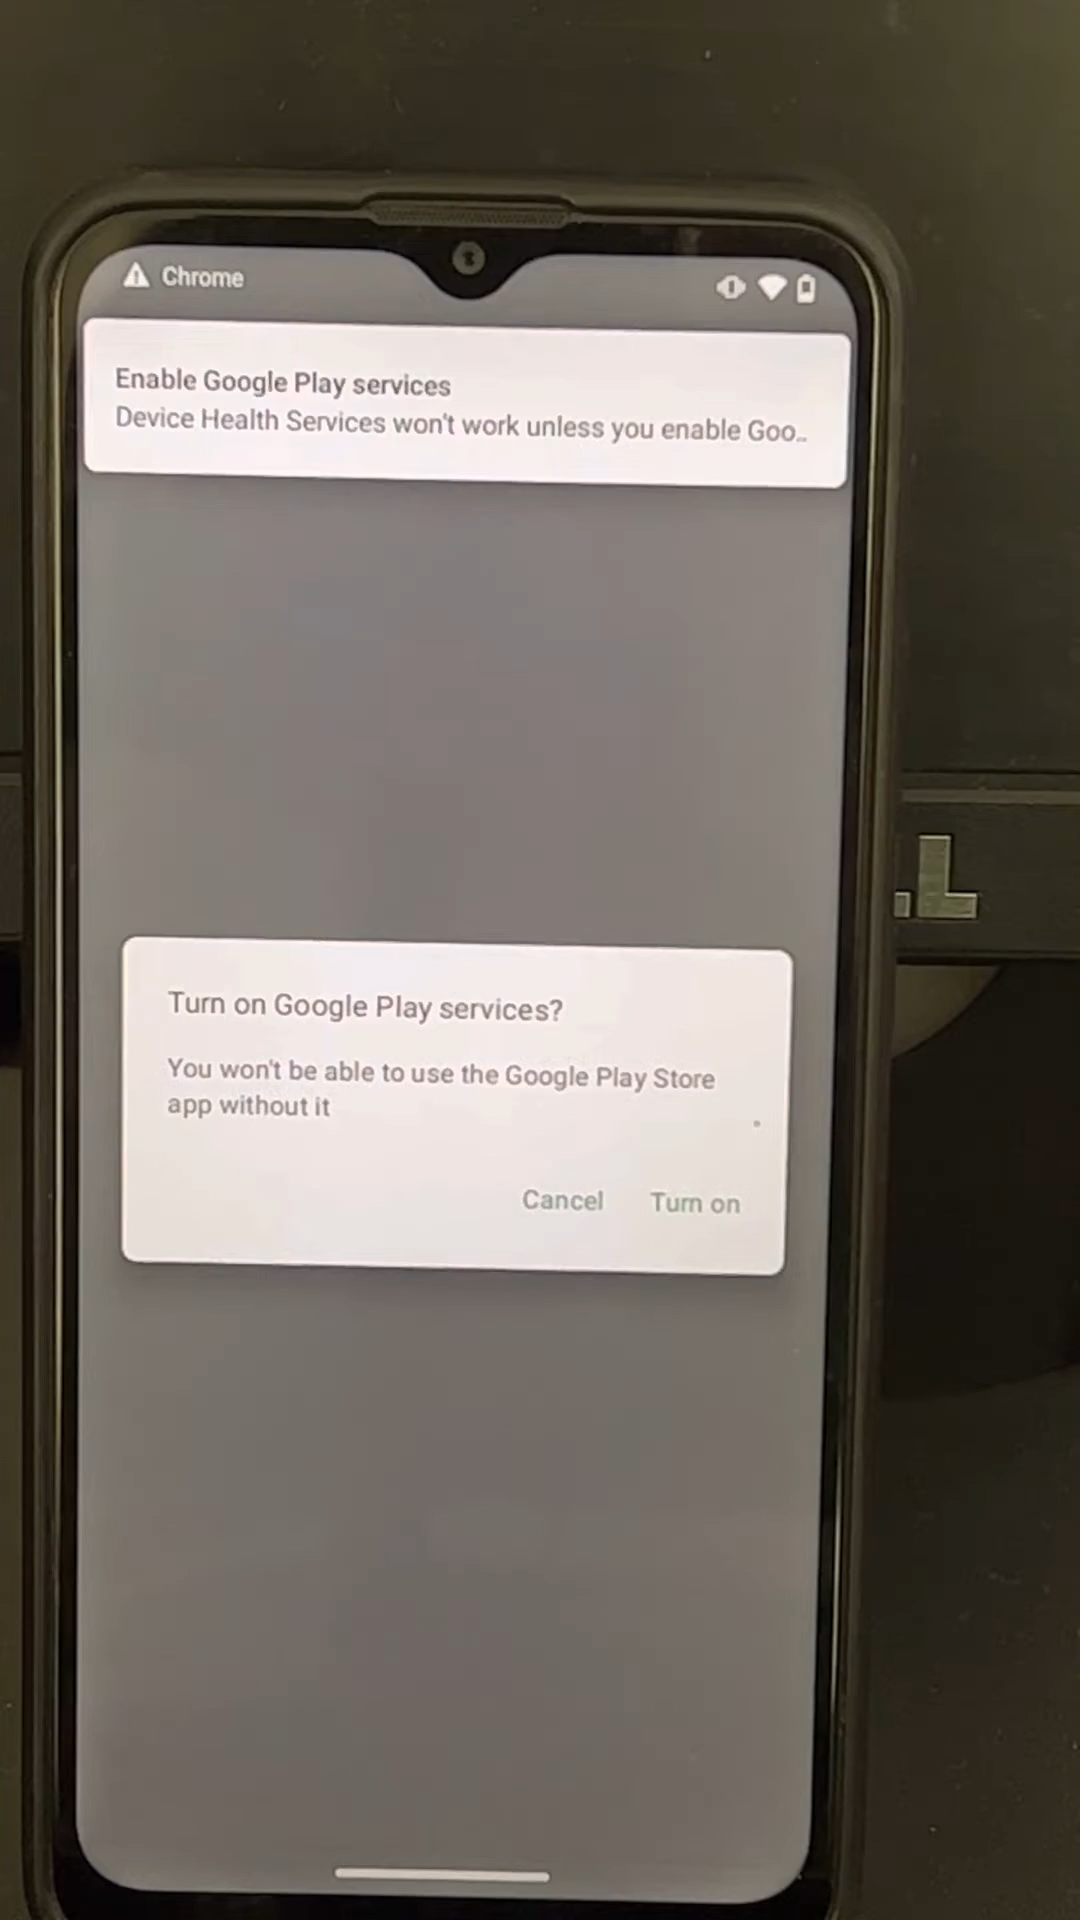 Chrome
Enable Google Play services
Device Health Services won't work unless you enable Goo..
Turn on Google Play services?
You won't be able to use the Google Play Store
app without it
Cancel Turn on
L